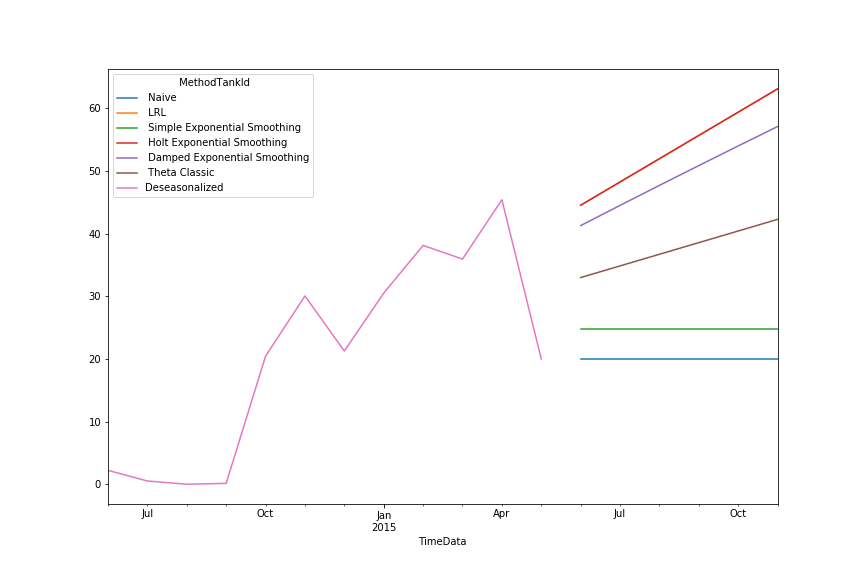 MethodTankId
Naive
LRL
Simple Exponential Smoothing
Holt Exponential Smoothing
Damped Exponential Smoothing
Theta Classic
Deseasonalized
60
50
40
30
20
10
0
Jul
Oct
Jan
2015
Apr
Jul
Oct
TimeData